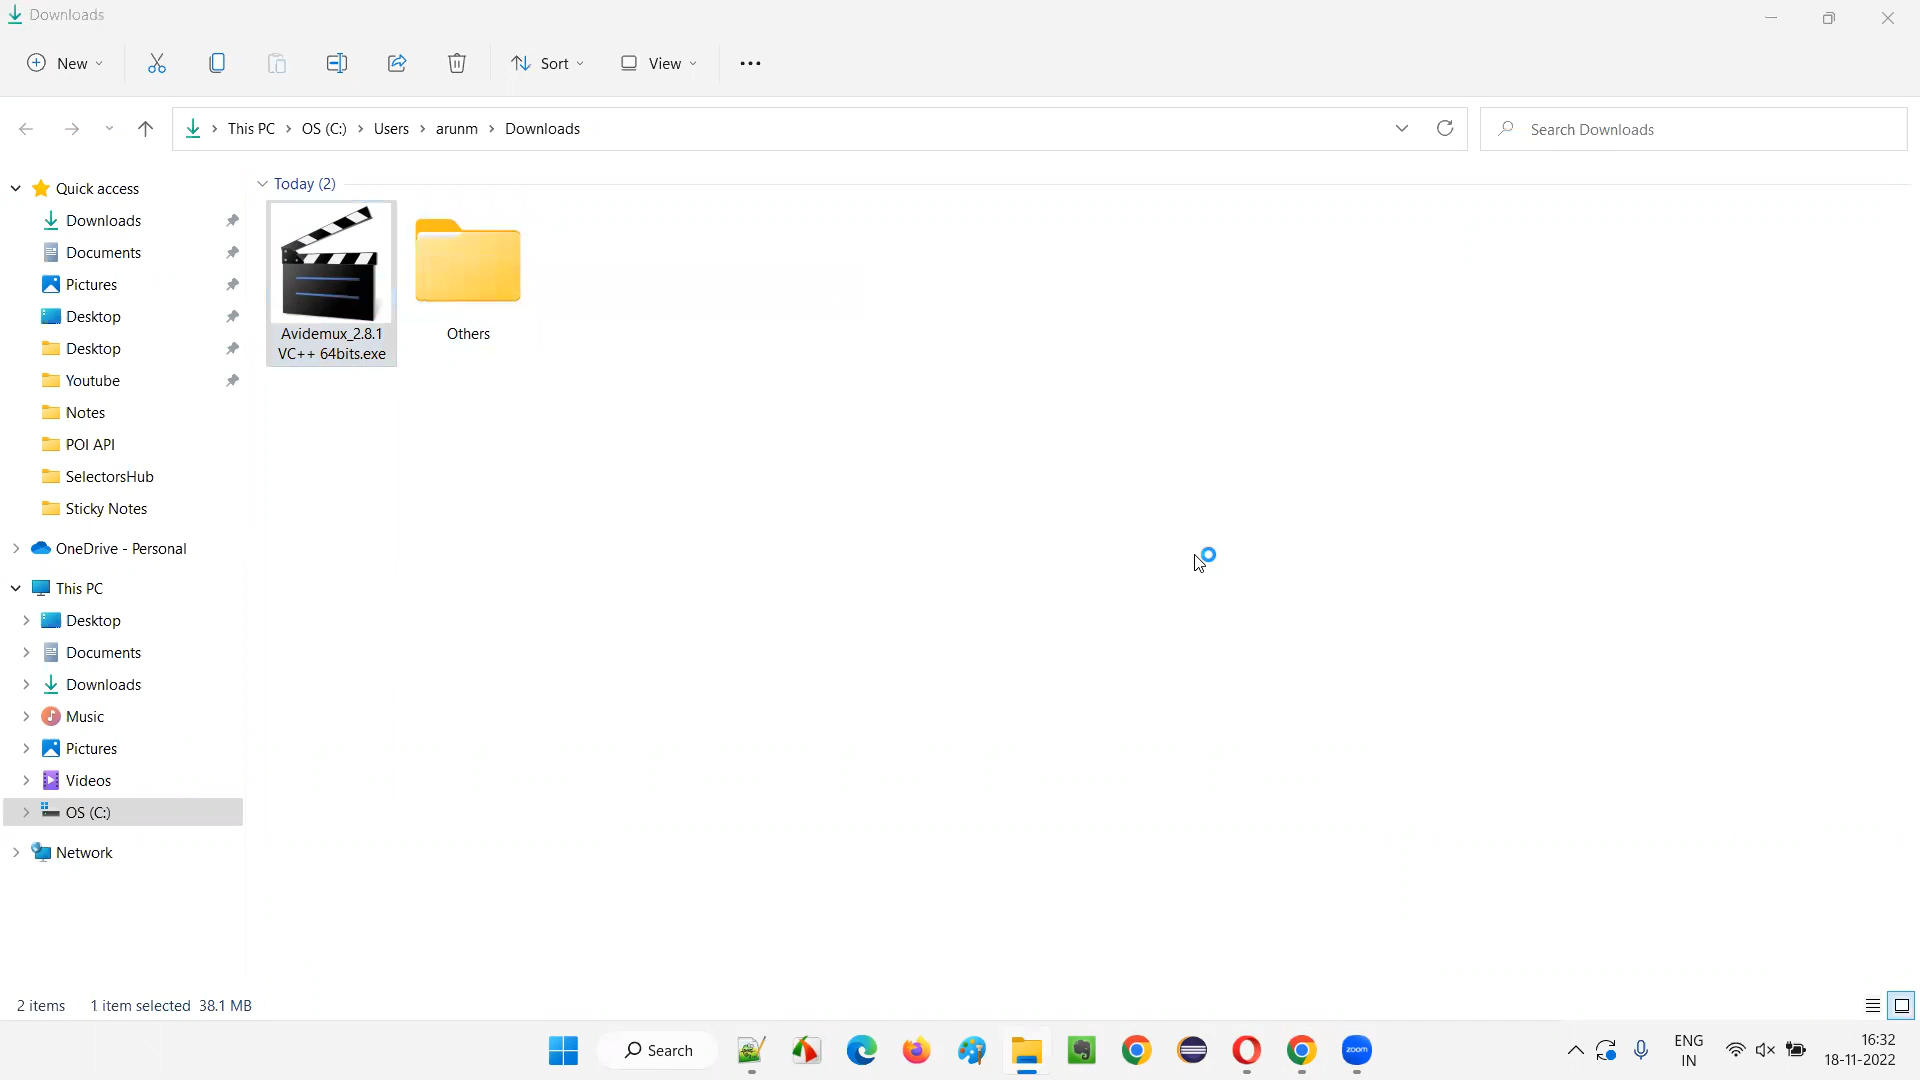 Downloads
New
Sort
View
This PC
OS (C:)
Users
arunm
Downloads
Search Downloads
Quick access
Downloads
Documents
Pictures
Desktop
Desktop
Youtube
Notes
POI API
SelectorsHub
Sticky Notes
OneDrive - Personal
This PC
Desktop
Documents
Downloads
Music
Pictures
Videos
OS (C:)
Network
Today (2)
Avidemux_2.8.1
VC++ 64bits.exe
Others
2 items
1 item selected 38.1 MB
Search
zoom
ENG
IN
16:32
18-11-2022